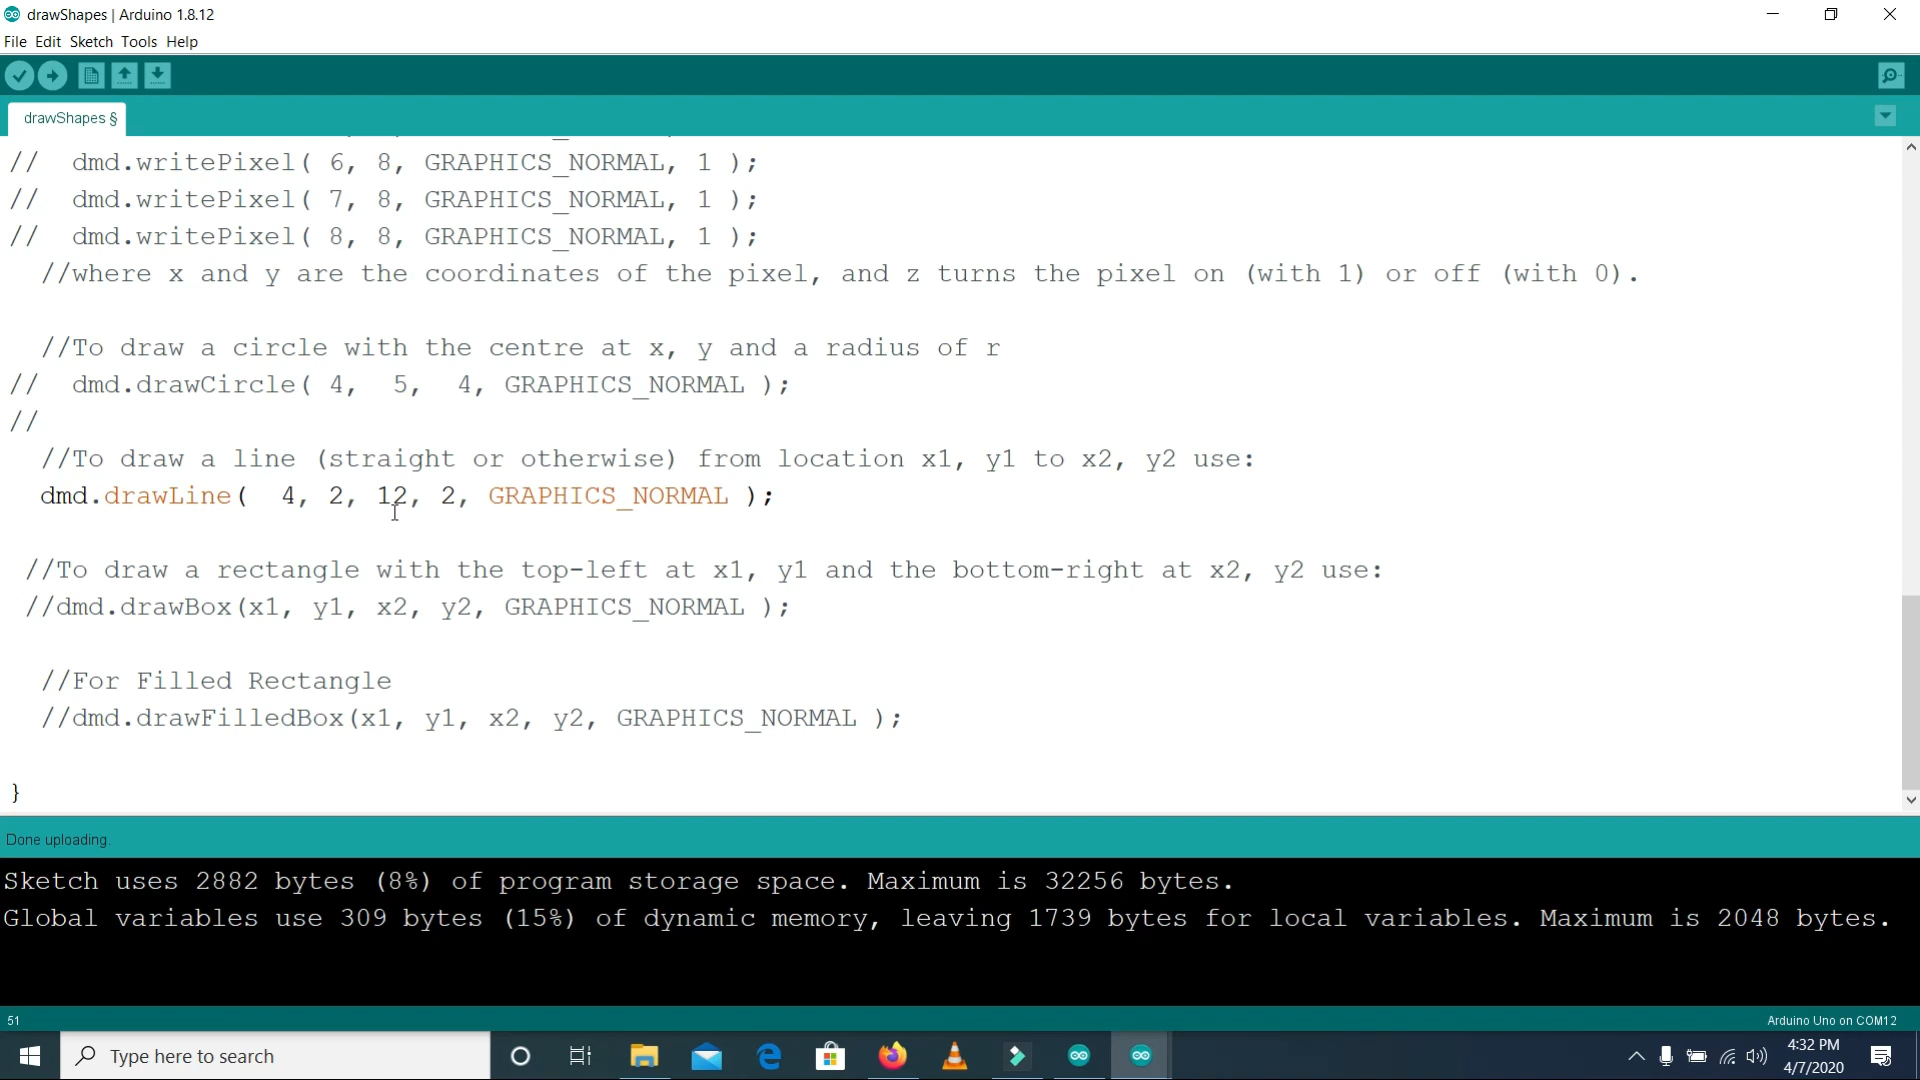 drawShapes | Arduino 1.8.12
File Edit Sketch Tools Help
drawShapes §
//  dmd.writePixel( 6, 8, GRAPHICS_NORMAL, 1 );
//  dmd.writePixel( 7, 8, GRAPHICS_NORMAL, 1 );
//  dmd.writePixel( 8, 8, GRAPHICS_NORMAL, 1 );
//where x and y are the coordinates of the pixel, and z turns the pixel on (with 1) or off (with 0).
//To draw a circle with the centre at x, y and a radius of r
//  dmd.drawCircle( 4,  5,  4, GRAPHICS_NORMAL );
//
//To draw a line (straight or otherwise) from location x1, y1 to x2, y2 use:
dmd.drawLine(  4, 2, 12, 2, GRAPHICS_NORMAL );
//To draw a rectangle with the top-left at x1, y1 and the bottom-right at x2, y2 use:
//dmd.drawBox(x1, y1, x2, y2, GRAPHICS_NORMAL );
//For Filled Rectangle
//dmd.drawFilledBox(x1, y1, x2, y2, GRAPHICS_NORMAL );
}
Done uploading.
Sketch uses 2882 bytes (8%) of program storage space. Maximum is 32256 bytes.
Global variables use 309 bytes (15%) of dynamic memory, leaving 1739 bytes for local variables. Maximum is 2048 bytes.
51
Arduino Uno on COM12
Type here to search
4:32 PM
4/7/2020